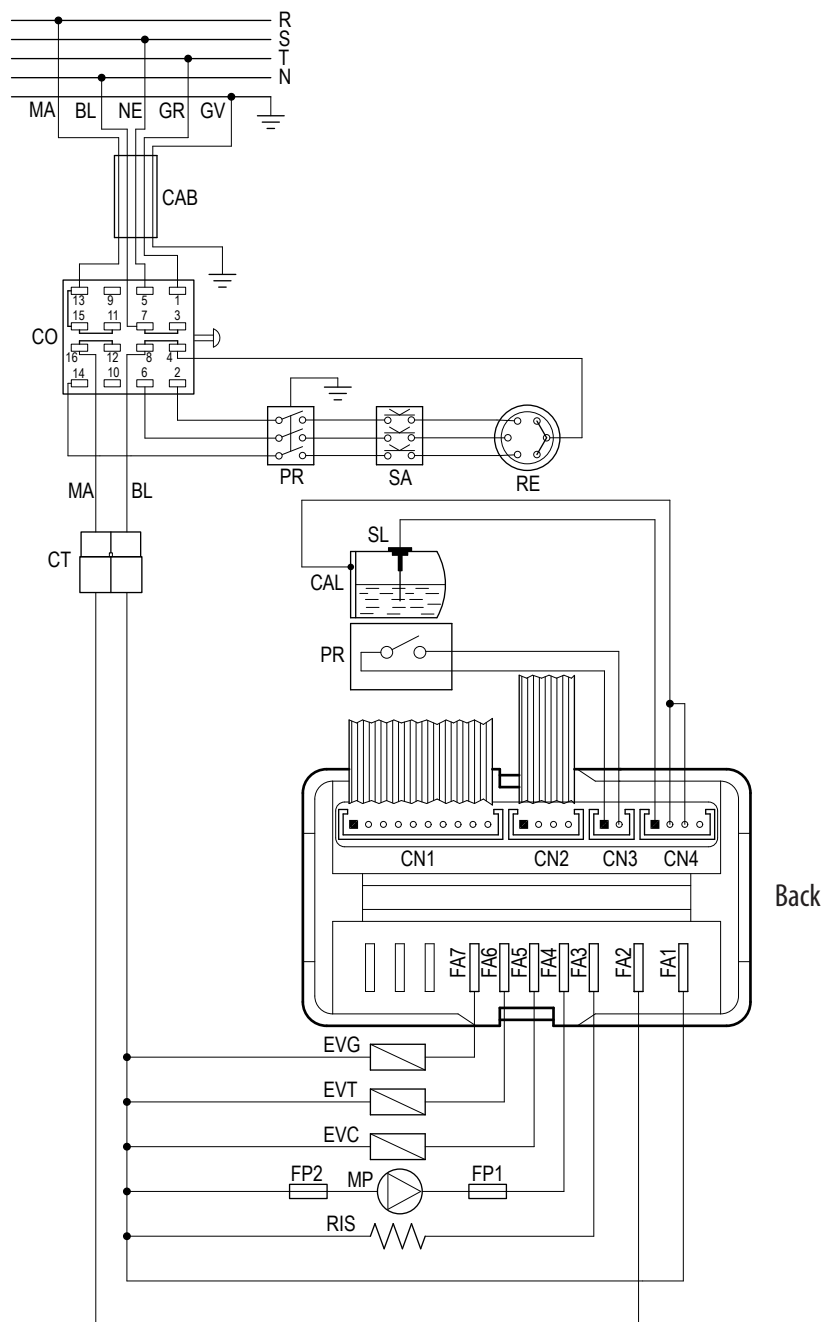 R
S
T
N
MA BL NE GR GV
CAB
CO
13 9 5 1
15 11 7 3
16 12 8 4
14 10 6 2
PR SA RE
MA BL
CT
SL
CAL
PR
CN1 CN2 CN3 CN4
Back
FA7 FA6 FA5 FA4 FA3 FA2 FA1
EVG
EVT
EVC
FP2 MP FP1
RIS